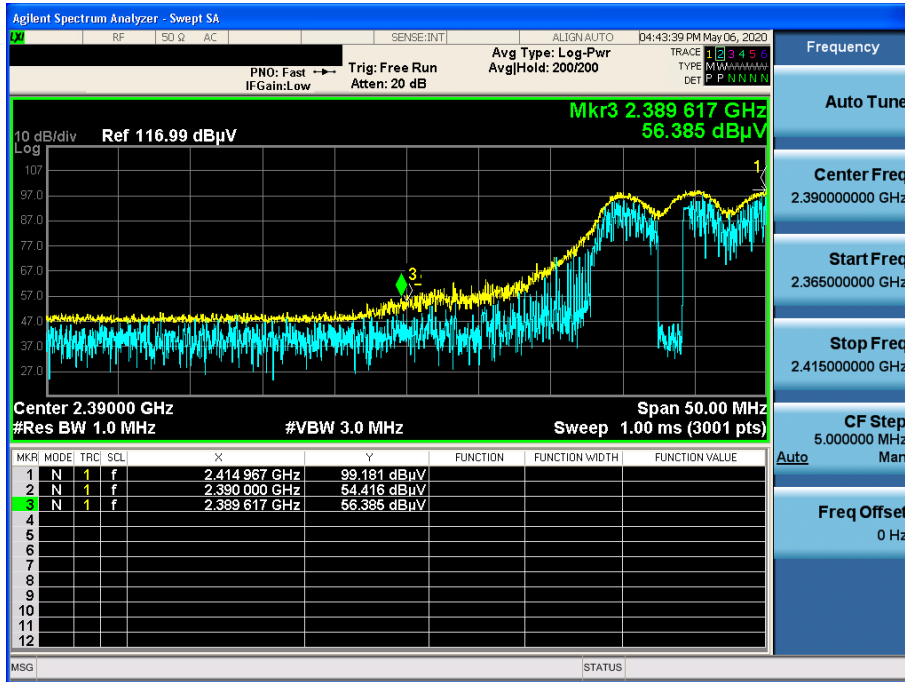 Agilent Spectrum Analyzer - Swept SA
LXI RF 50 Ω AC SENSE:INT ALIGN AUTO 04:43:39 PM May 06, 2020
PNO: Fast
IFGain:Low
Trig: Free Run
Atten: 20 dB
Avg Type: Log-Pwr
Avg|Hold: 200/200
TRACE 1 2 3 4 5 6
TYPE M W
DET P P N N N N
Mkr3 2.389 617 GHz
56.385 dBµV
10 dB/div Ref 116.99 dBµV
Log
107
97.0
87.0
77.0
67.0
57.0
47.0
37.0
27.0
1
3
Center 2.39000 GHz Span 50.00 MHz
#Res BW 1.0 MHz #VBW 3.0 MHz Sweep 1.00 ms (3001 pts)
MKR MODE TRC SCL X Y FUNCTION FUNCTION WIDTH FUNCTION VALUE
1 N 1 f 2.414 967 GHz 99.181 dBµV
2 N 1 f 2.390 000 GHz 54.416 dBµV
3 N 1 f 2.389 617 GHz 56.385 dBµV
4
5
6
7
8
9
10
11
12
MSG STATUS
Frequency
Auto Tune
Center Freq
2.390000000 GHz
Start Freq
2.365000000 GHz
Stop Freq
2.415000000 GHz
CF Step
5.000000 MHz
Auto Man
Freq Offset
0 Hz